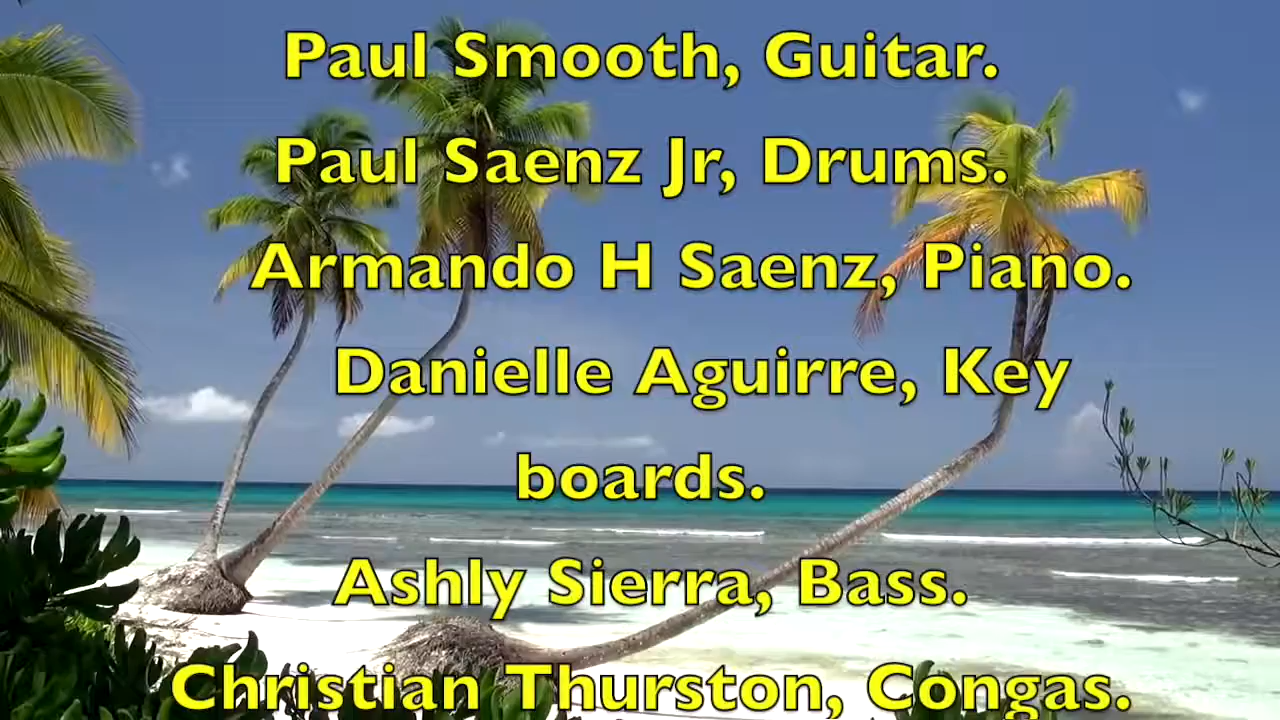 Paul Smooth, Guitar.
Paul Saenz Jr, Drums.
Armando H Saenz, Piano.
Danielle Aguirre, Key
boards.
Ashly Sierra, Bass.
Christian Thurston, Congas.